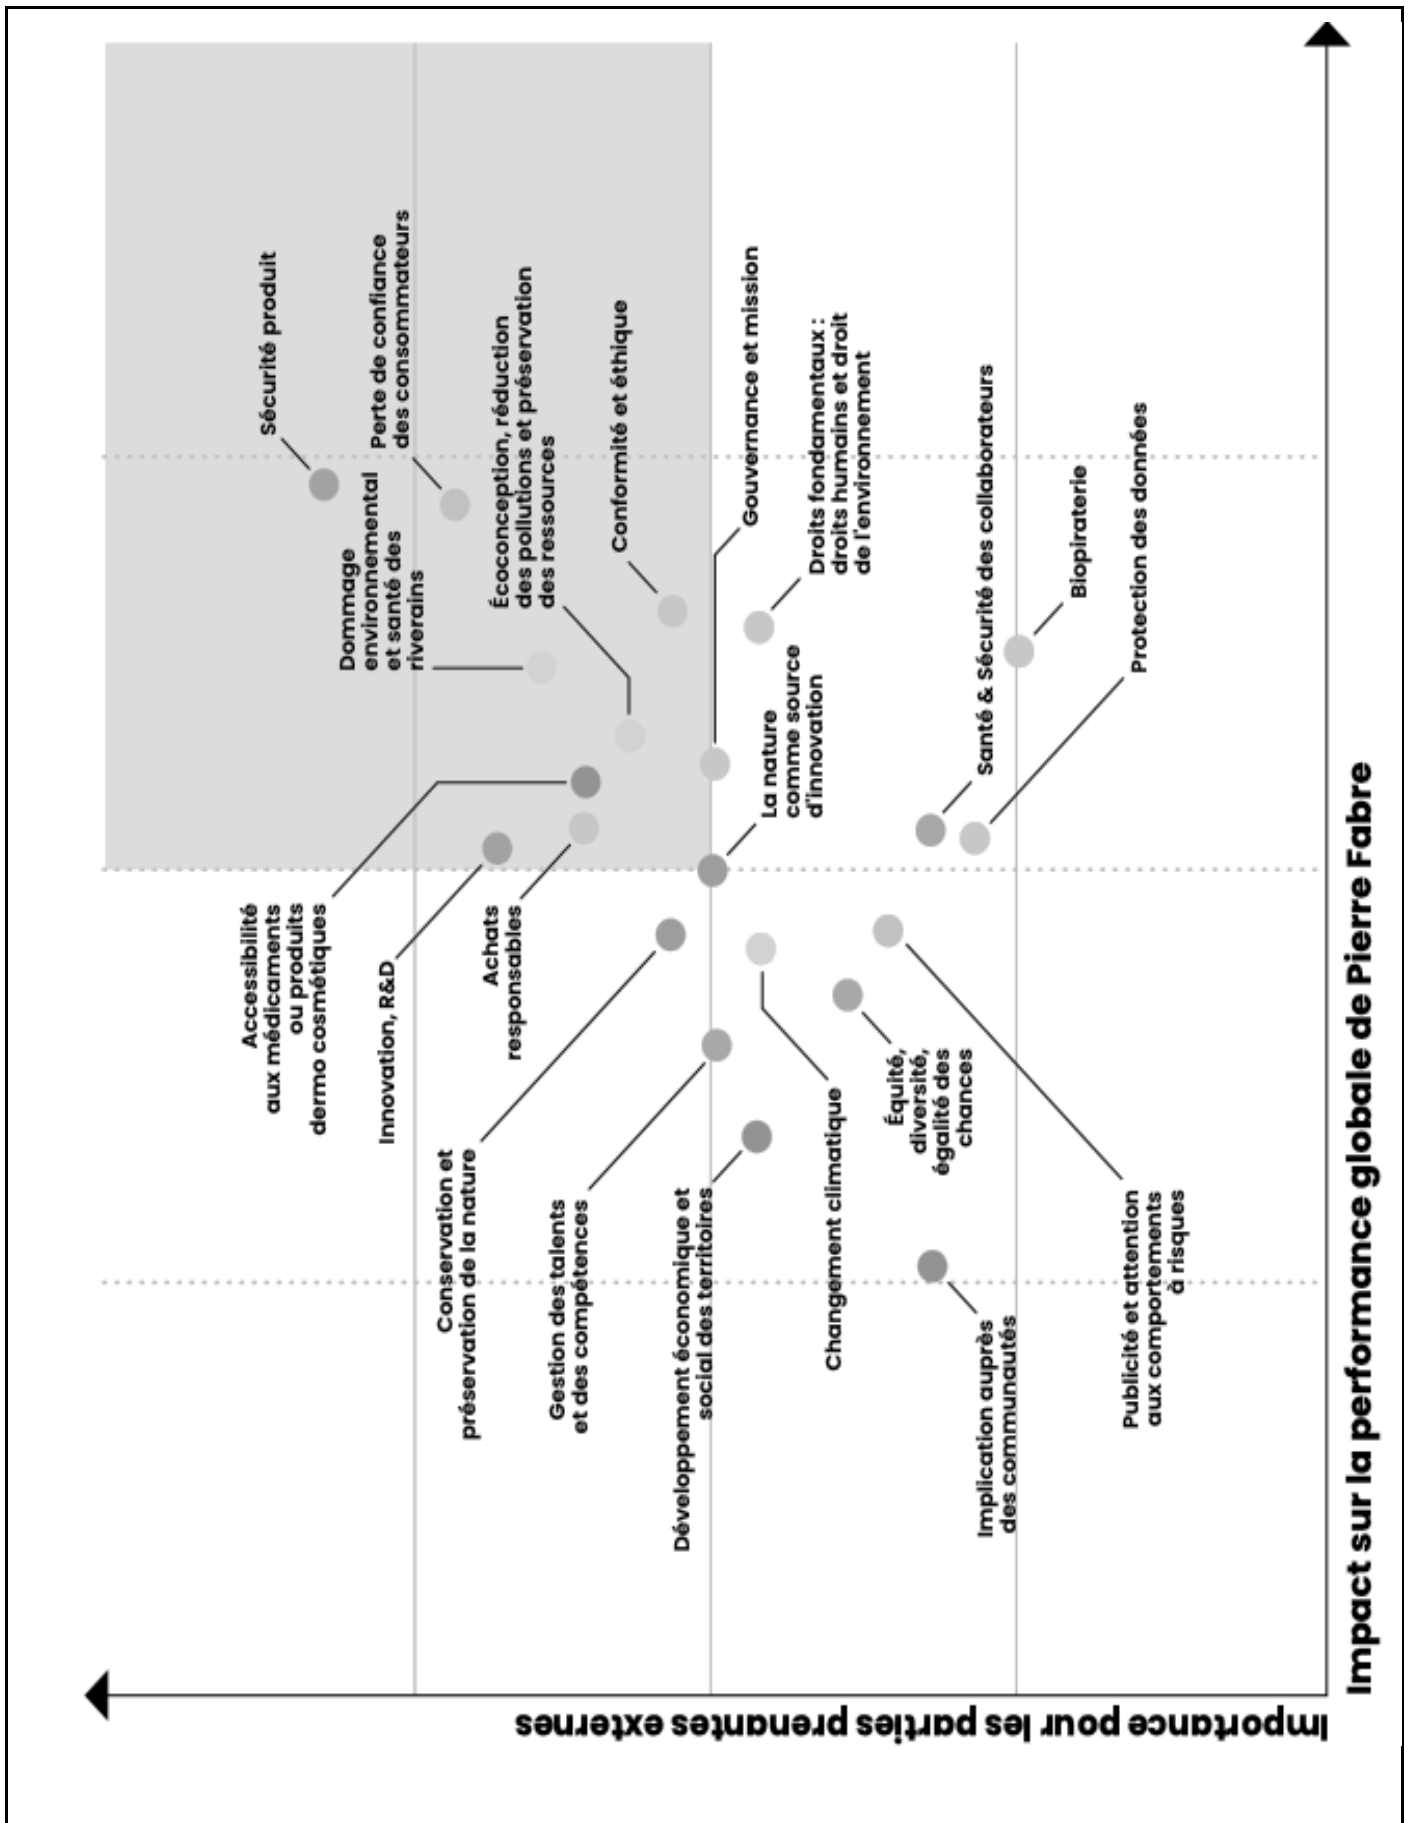 Importance pour les parties prenantes externes
Sécurité produit
Perte de confiance
des consommateurs
Dommage
environnemental
et santé des
riverains
Accessibilité
aux médicaments
ou produits
dermo cosmétiques
Innovation, R&D
Écoconception, réduction
des pollutions et préservation
des ressources
Achats
responsables
Conformité et éthique
Conservation et
préservation de la nature
Gestion des talents
et des compétences
Gouvernance et mission
Développement économique et
social des territoires
La nature
comme source
d'innovation
Droits fondamentaux :
droits humains et droit
de l'environnement
Changement climatique
Équité,
diversité,
égalité des
chances
Santé & Sécurité des collaborateurs
Implication auprès
des communautés
Biopiraterie
Protection des données
Publicité et attention
aux comportements
à risques
Impact sur la performance globale de Pierre Fabre